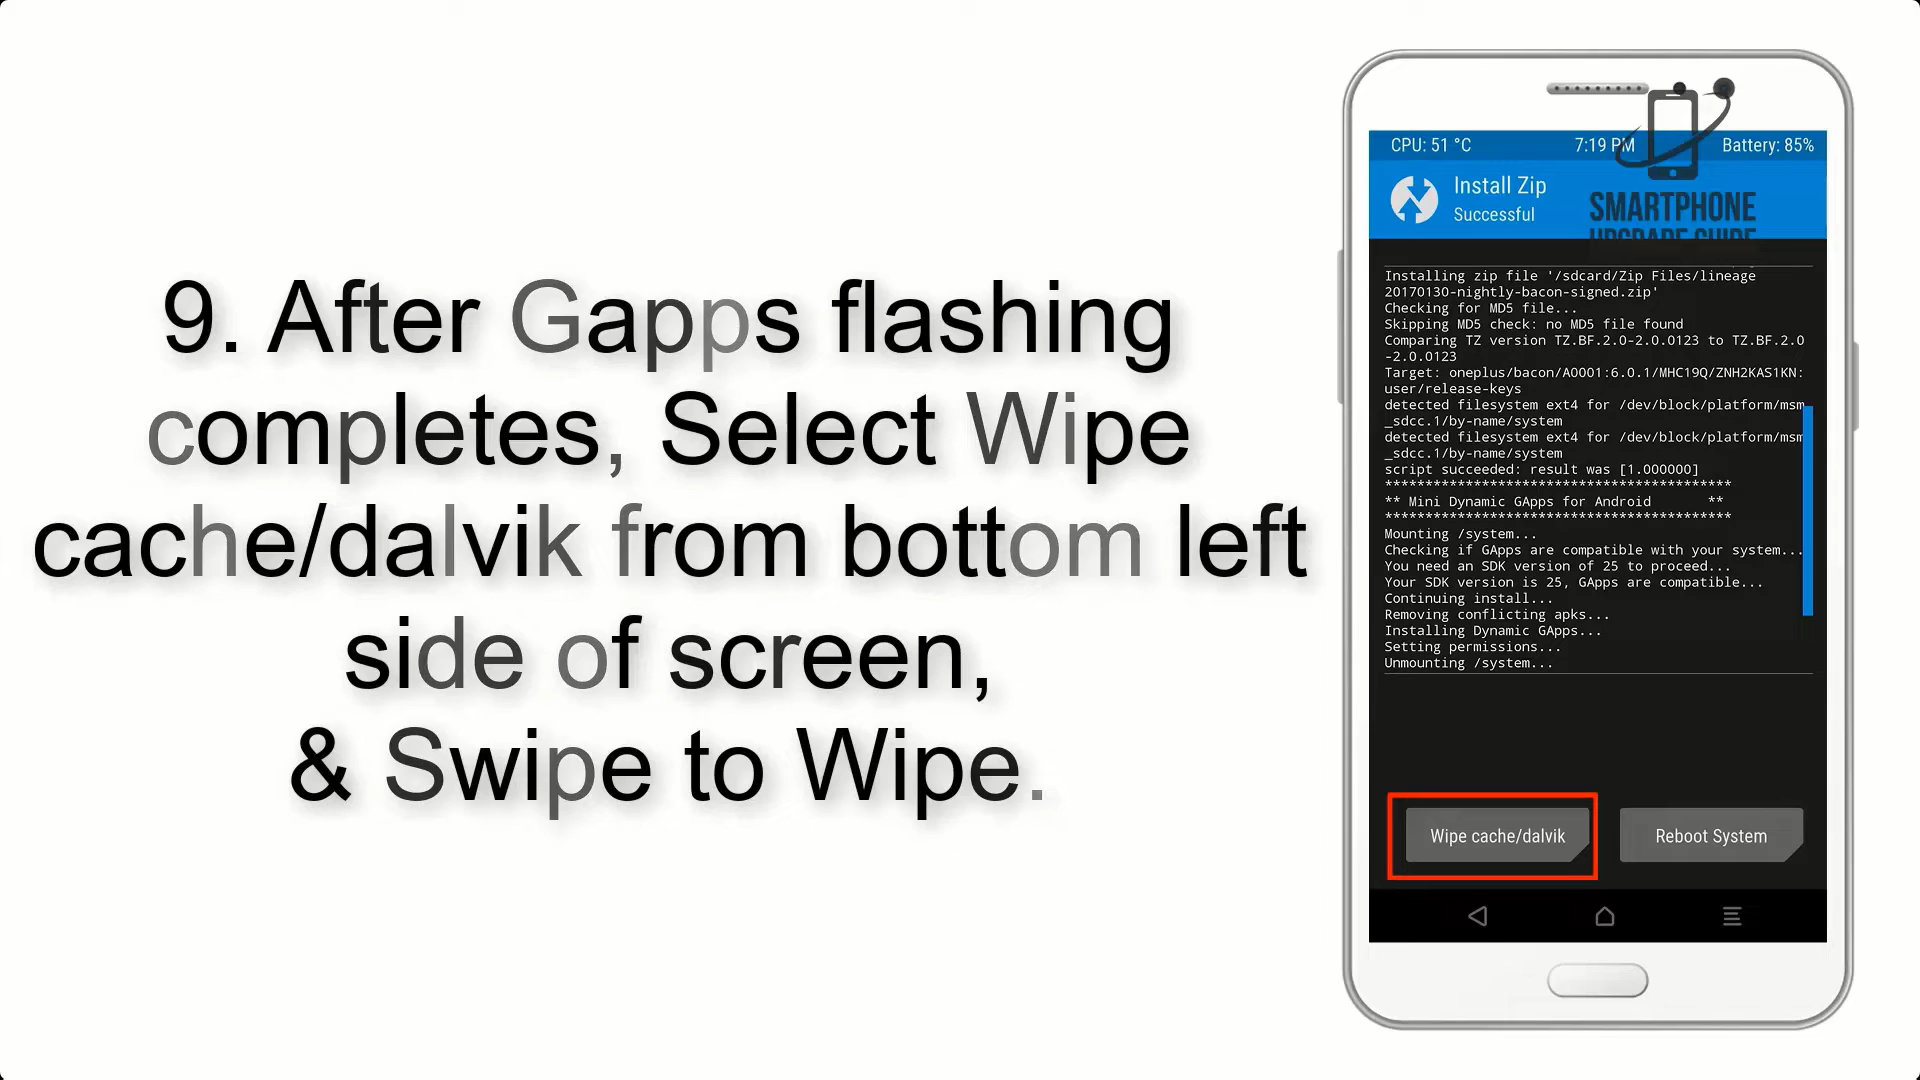 9. After Gapps flashing
completes, Select Wipe
cache/dalvik from bottom left
side of screen,
& Swipe to Wipe.
CPU: 51 °C 7:19 PM Battery: 85%
Install Zip
Successful
SMARTPHONE
UPGRADE GUIDE
Installing zip file '/sdcard/Zip Files/lineage
20170130-nightly-bacon-signed.zip'
Checking for MD5 file...
Skipping MD5 check: no MD5 file found
Comparing TZ version TZ.BF.2.0-2.0.0123 to TZ.BF.2.0
-2.0.0123
Target: oneplus/bacon/A0001:6.0.1/MHC19Q/ZNH2KAS1KN:
user/release-keys
detected filesystem ext4 for /dev/block/platform/msm
_sdcc.1/by-name/system
detected filesystem ext4 for /dev/block/platform/msm
_sdcc.1/by-name/system
script succeeded: result was [1.000000]
*******************************************
** Mini Dynamic GApps for Android **
*******************************************
Mounting /system...
Checking if GApps are compatible with your system...
You need an SDK version of 25 to proceed...
Your SDK version is 25, GApps are compatible...
Continuing install...
Removing conflicting apks...
Installing Dynamic GApps...
Setting permissions...
Unmounting /system...
Wipe cache/dalvik
Reboot System